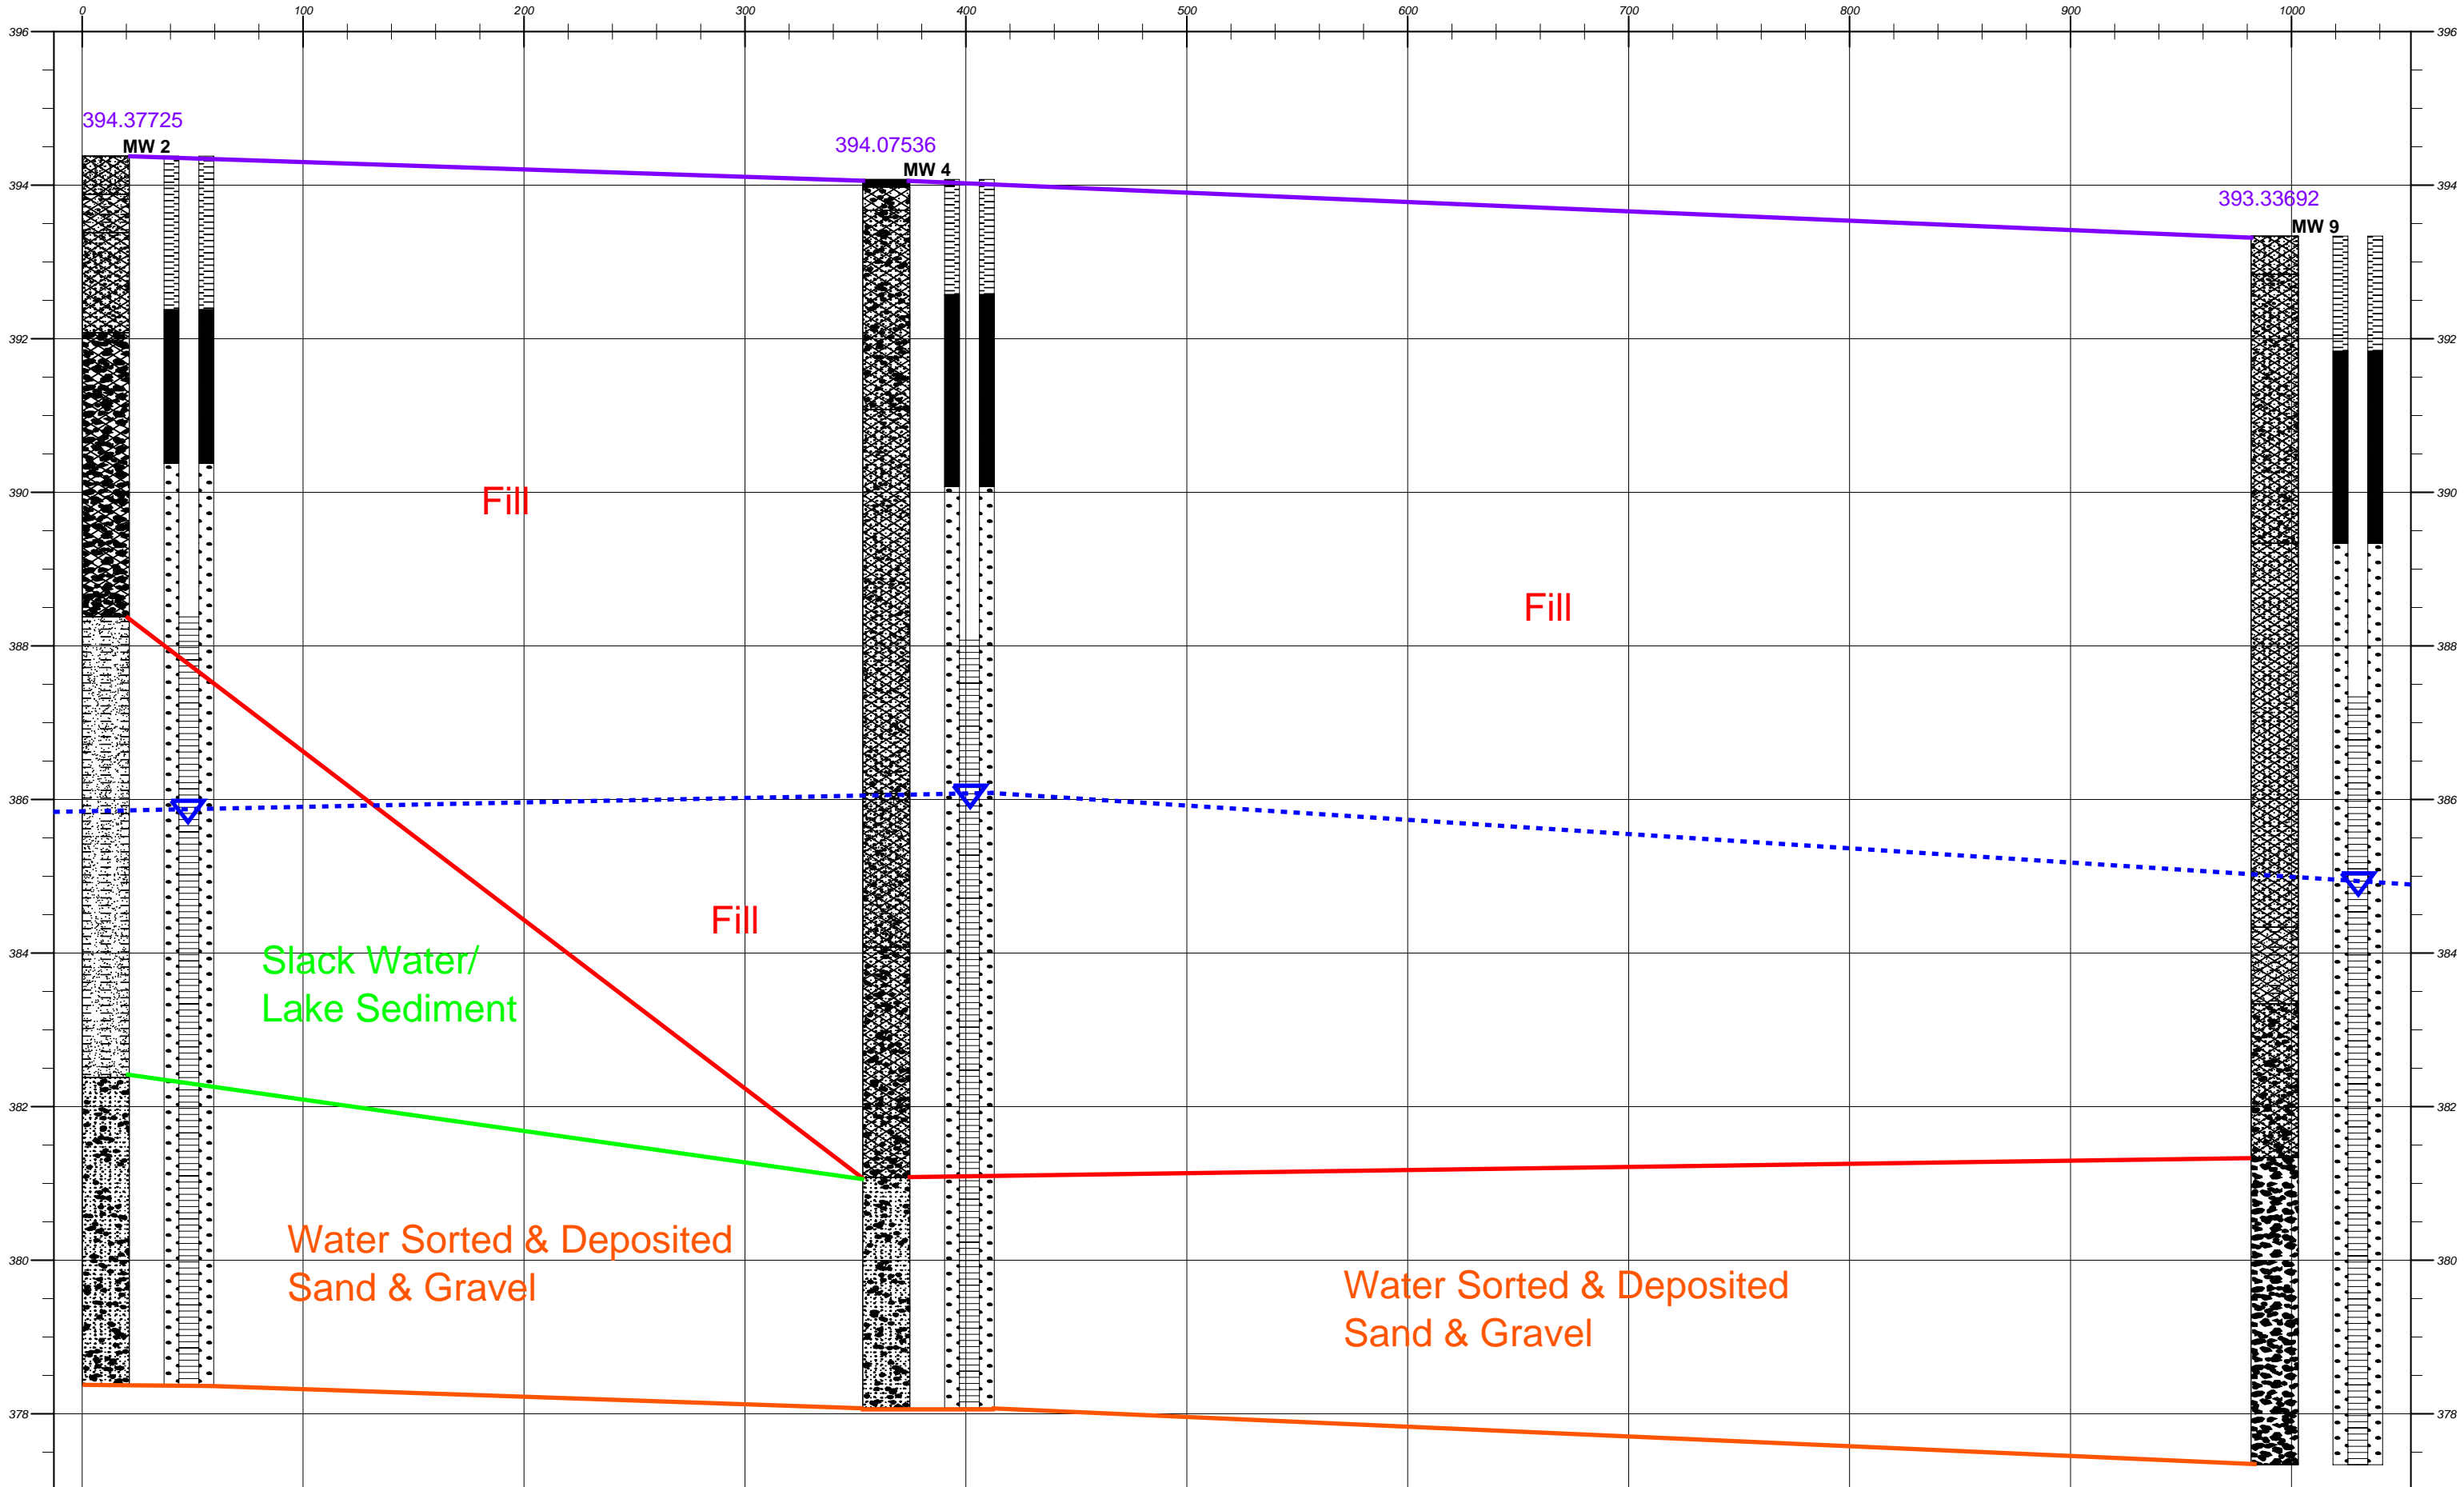 0 100 200 300 400 500 600 700 800 900 1000
396 396
394.37725
MW 2
394.07536
MW 4
394 394
393.33692
MW 9
392 392
390 390
Fill
Fill
388 388
386 386
Fill
384 384
Slack Water/
Lake Sediment
382 382
Water Sorted & Deposited
Sand & Gravel
380 380
Water Sorted & Deposited
Sand & Gravel
378 378